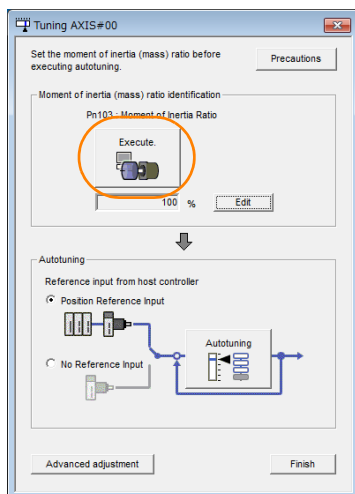 Tuning AXIS#00
Set the moment of inertia (mass) ratio before
executing autotuning.
Precautions
Moment of inertia (mass) ratio identification
Pn103 : Moment of Inertia Ratio
Execute.
100 %
Edit
Autotuning
Reference input from host controller
Position Reference Input
Autotuning
No Reference Input
Advanced adjustment
Finish